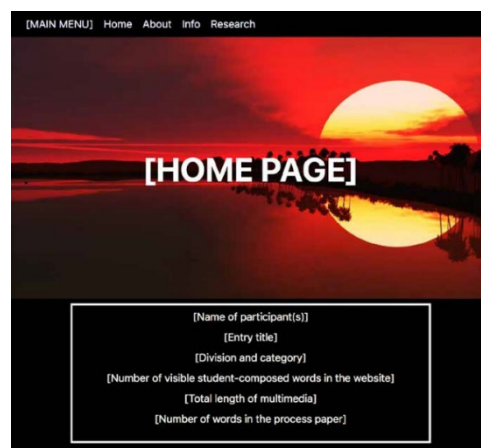 [MAIN MENU] Home About Info Research
[HOME PAGE]
[Name of participant(s)]
[Entry title]
[Division and category]
[Number of visible student-composed words in the website]
[Total length of multimedia]
[Number of words in the process paper]